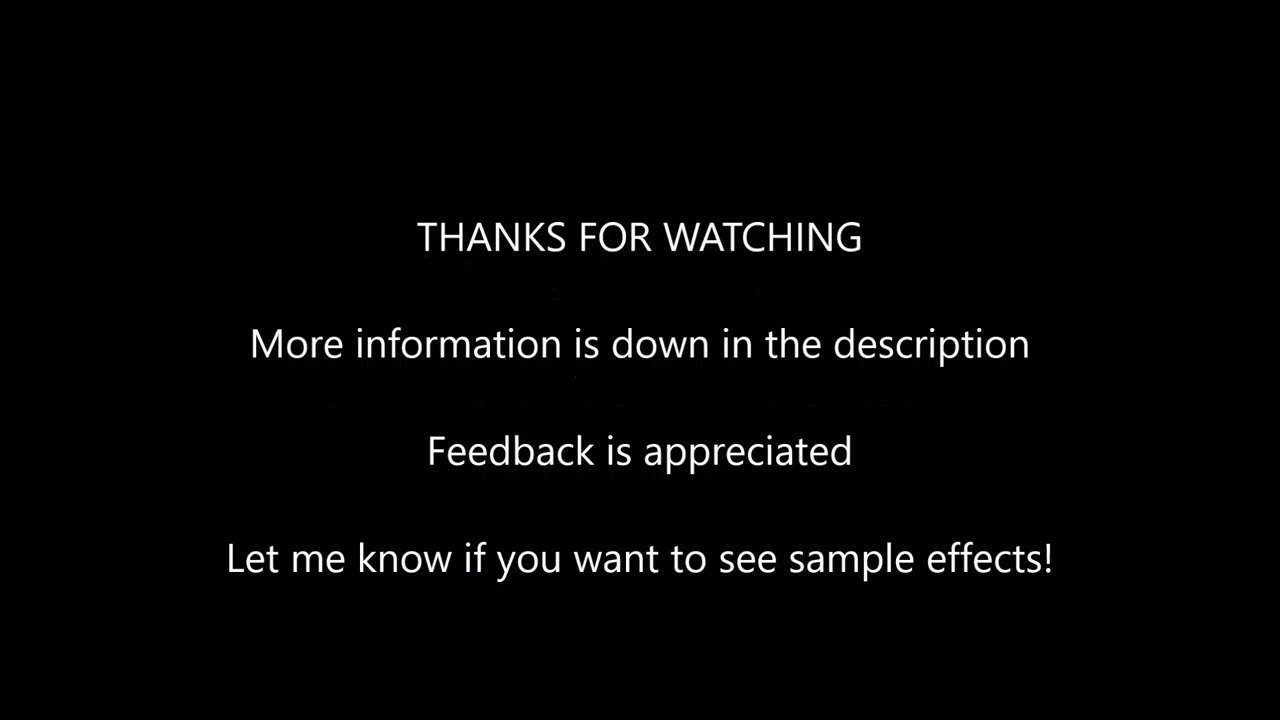 THANKS FOR WATCHING
More information is down in the description
Feedback is appreciated
Let me know if you want to see sample effects!